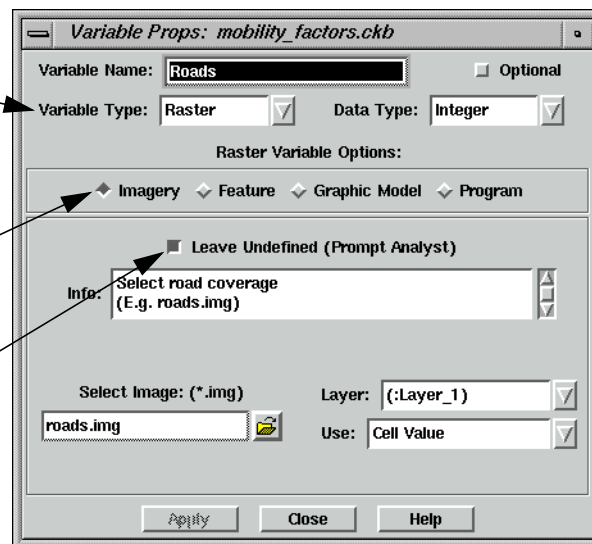 Variable Props: mobility_factors.ckb
Variable Name: Roads Optional
Variable Type: Raster Data Type: Integer
Raster Variable Options:
Imagery Feature Graphic Model Program
Leave Undefined (Prompt Analyst)
Info: Select road coverage
(E.g. roads.img)
Select Image: (*.img) Layer: (:Layer_1)
roads.img Use: Cell Value
Apply Close Help